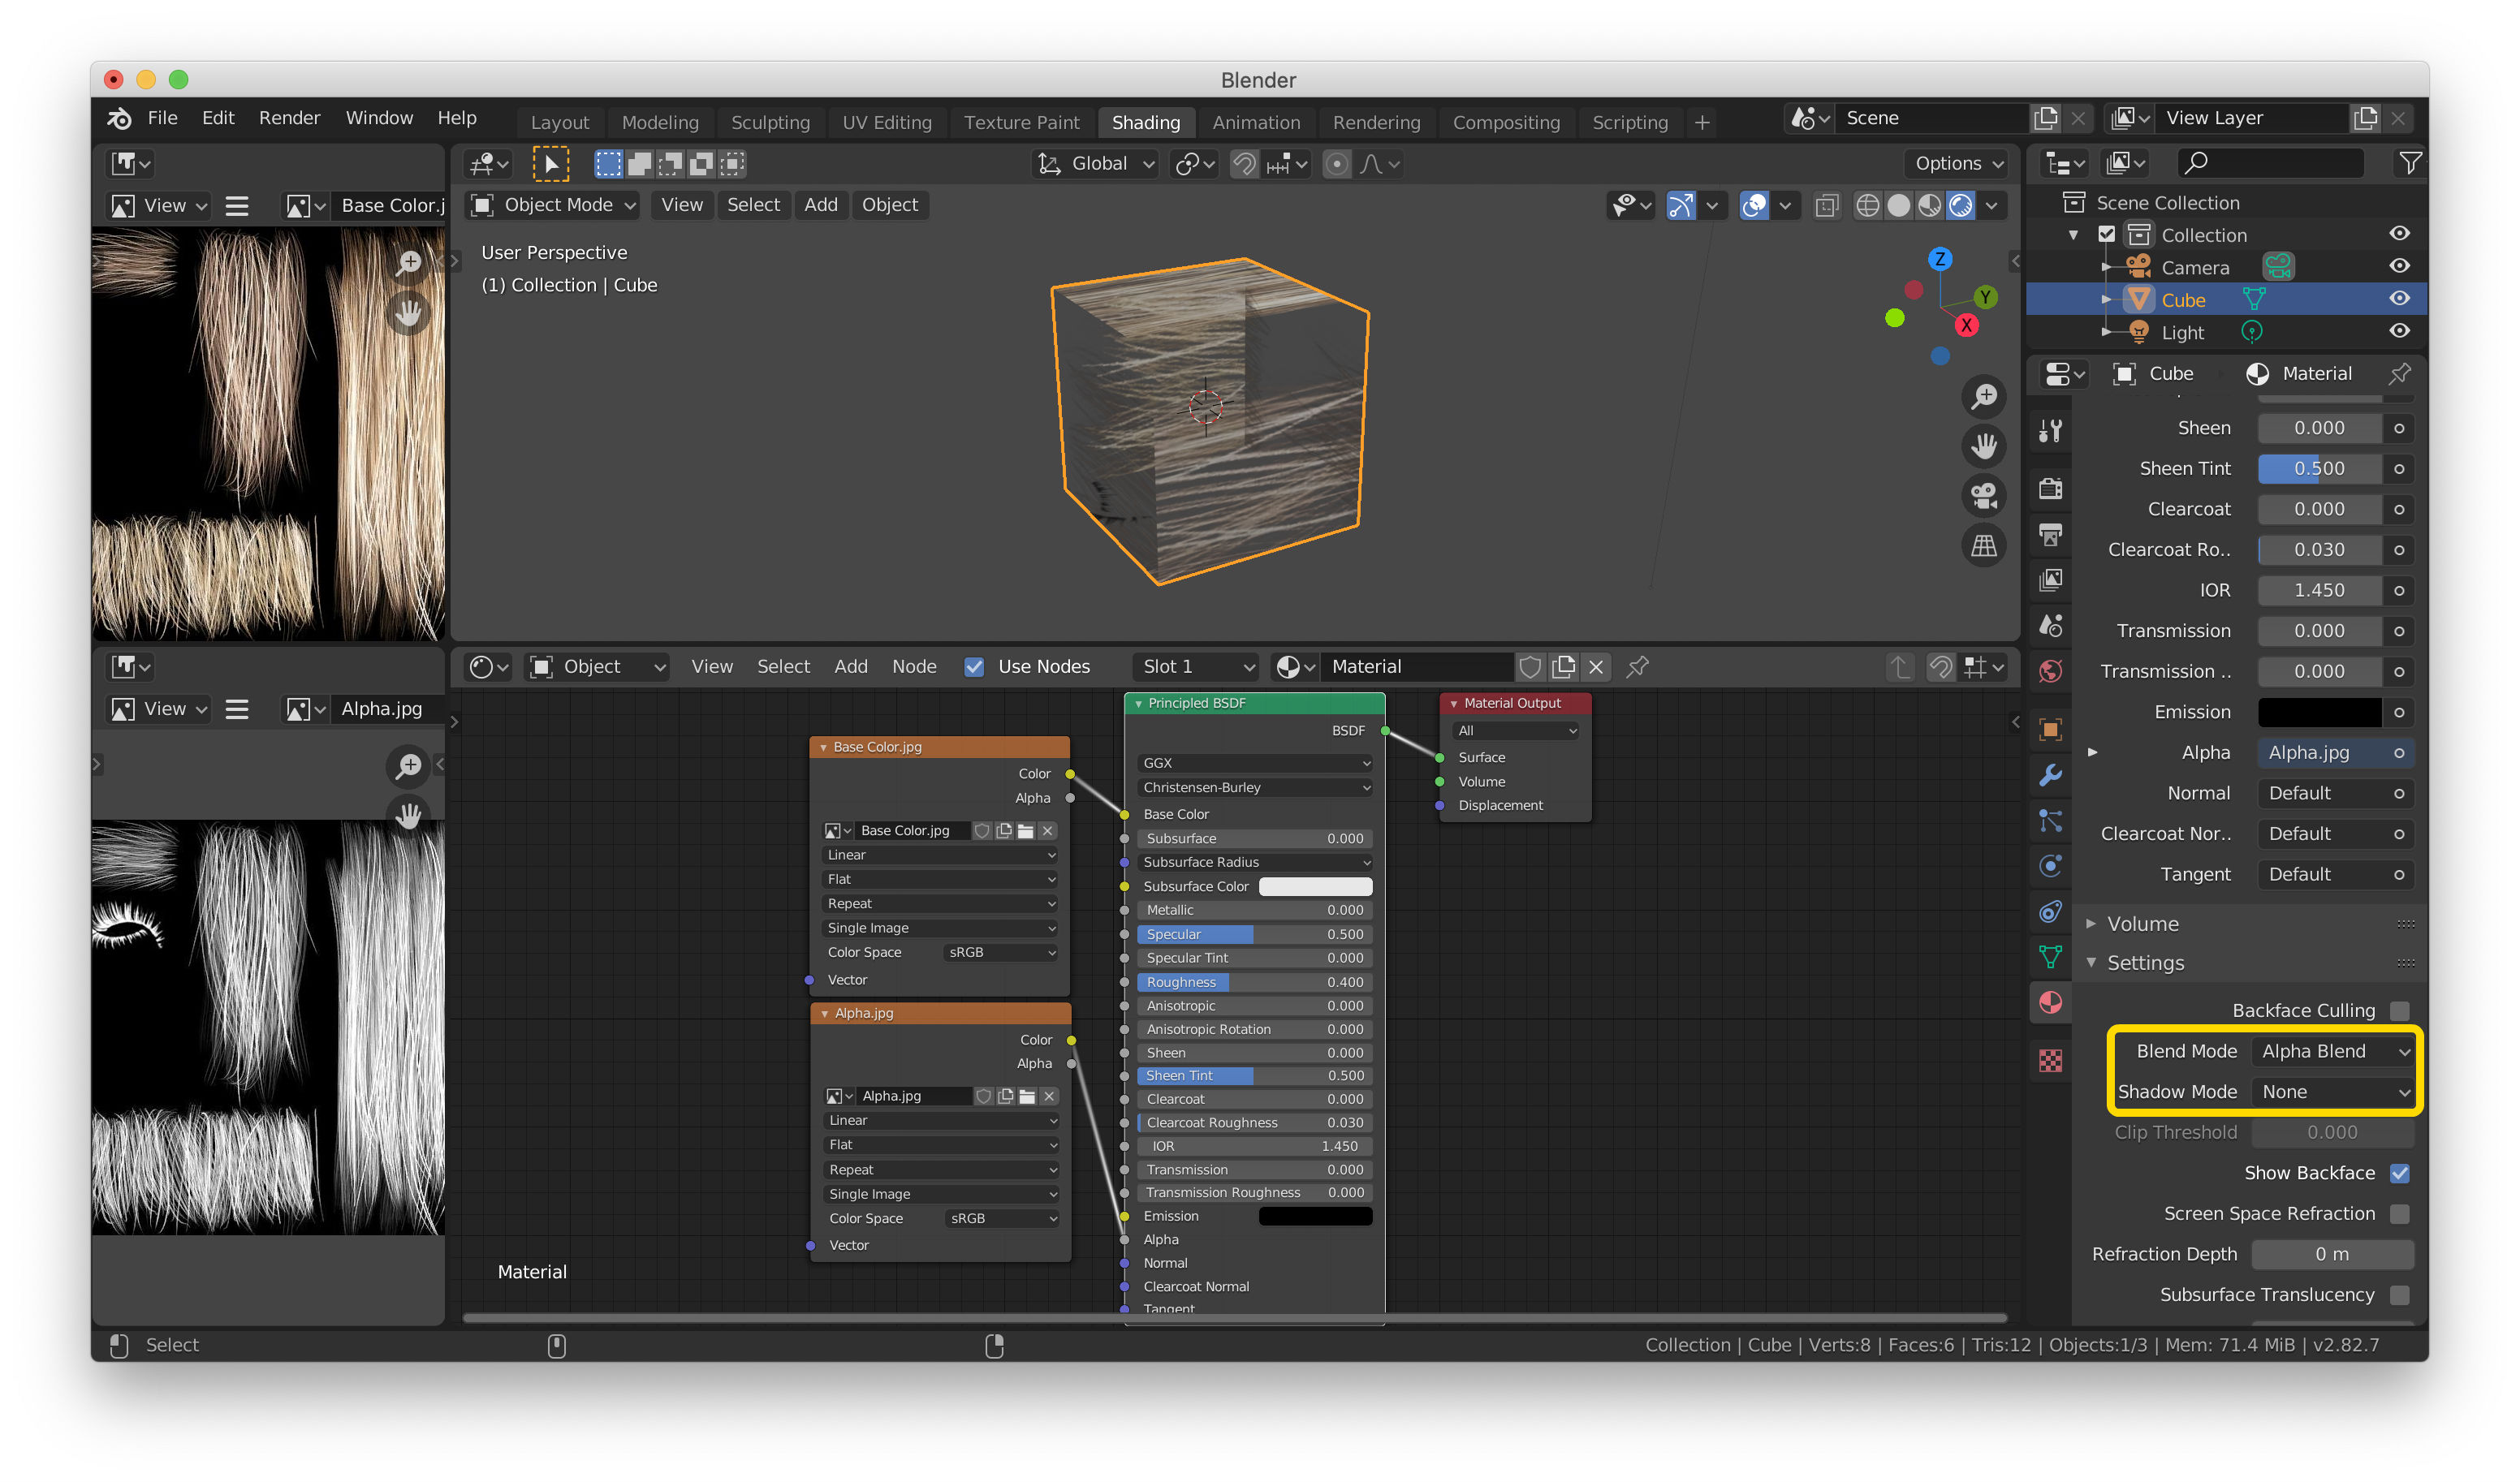 Blender
File Edit Render Window Help Layout Modeling Sculpting UV Editing Texture Paint Shading Animation Rendering Compositing Scripting + Scene View Layer
Global Options
View Base Color.j Object Mode View Select Add Object
User Perspective
(1) Collection | Cube
Z
Y
X
Scene Collection
Collection
Camera
Cube
Light
Cube Material
Sheen 0.000
Sheen Tint 0.500
Clearcoat 0.000
Clearcoat Ro.. 0.030
IOR 1.450
Transmission 0.000
Transmission .. 0.000
Emission
Alpha Alpha.jpg
Normal Default
Clearcoat Nor.. Default
Tangent Default
Volume
Settings
Backface Culling
Blend Mode Alpha Blend
Shadow Mode None
Clip Threshold 0.000
Show Backface
Screen Space Refraction
Refraction Depth 0 m
Subsurface Translucency
View Alpha.jpg
Object View Select Add Node Use Nodes Slot 1 Material
Base Color.jpg
Color
Alpha
Base Color.jpg
Linear
Flat
Repeat
Single Image
Color Space sRGB
Vector
Alpha.jpg
Color
Alpha
Alpha.jpg
Linear
Flat
Repeat
Single Image
Color Space sRGB
Vector
Principled BSDF
BSDF
GGX
Christensen-Burley
Base Color
Subsurface 0.000
Subsurface Radius
Subsurface Color
Metallic 0.000
Specular 0.500
Specular Tint 0.000
Roughness 0.400
Anisotropic 0.000
Anisotropic Rotation 0.000
Sheen 0.000
Sheen Tint 0.500
Clearcoat 0.000
Clearcoat Roughness 0.030
IOR 1.450
Transmission 0.000
Transmission Roughness 0.000
Emission
Alpha
Normal
Clearcoat Normal
Tangent
Material Output
All
Surface
Volume
Displacement
Material
Select
Collection | Cube | Verts:8 | Faces:6 | Tris:12 | Objects:1/3 | Mem: 71.4 MiB | v2.82.7